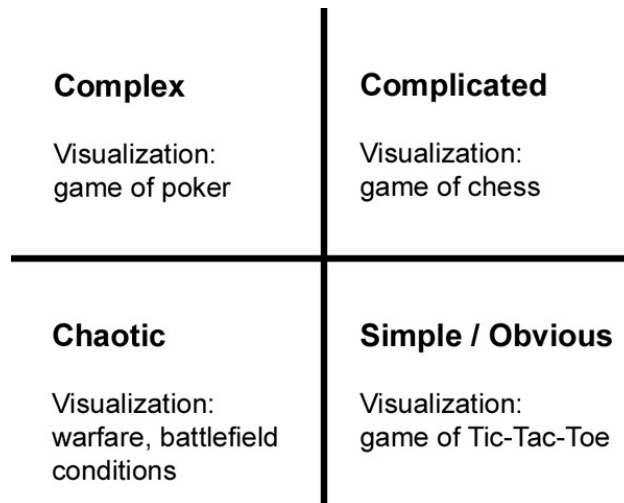 Complex
Visualization:
game of poker
Complicated
Visualization:
game of chess
Chaotic
Visualization:
warfare, battlefield
conditions
Simple / Obvious
Visualization:
game of Tic-Tac-Toe